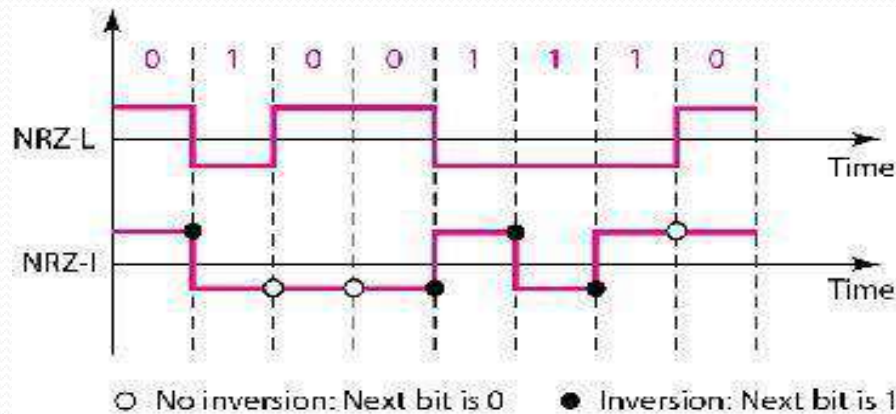 0 1 0 0 1 1 1 0
NRZ-L
Time
NRZ-I
Time
No inversion: Next bit is 0 Inversion: Next bit is 1